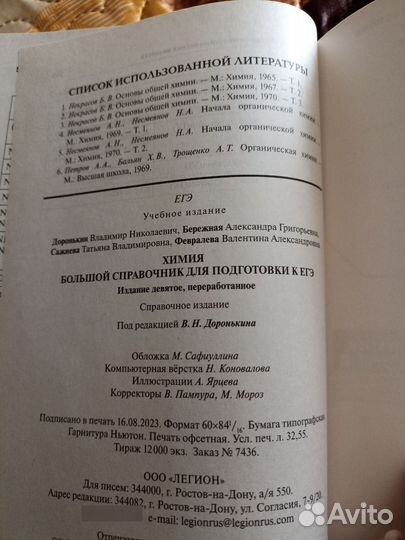 СПИСОК ИСПОЛЬЗОВАННОЙ ЛИТЕРАТУРЫ
1. Некрасов Б. В. Основы общей химии. — М.: Химия, 1965. — Т. 1.
2. Некрасов Б. В. Основы общей химии. — М.: Химия, 1967. — Т. 2.
3. Некрасов Б. В. Основы общей химии. — М.: Химия, 1970. — Т. 3.
4. Несмеянов А. Н., Несмеянов Н.А. Начала органической химии.
М.: Химия, 1969. — Т. 1.
5. Несмеянов А. Н., Несмеянов Н.А. Начала органической химии.
М.: Химия, 1970. — Т. 2.
6. Петров А.А., Бальян Х.В., Трощенко А.Т. Органическая химия.
М.: Высшая школа, 1969.
ЕГЭ
Учебное издание
Доронькин Владимир Николаевич, Бережная Александра Григорьевна,
Сажнева Татьяна Владимировна, Февралева Валентина Александровна
ХИМИЯ
БОЛЬШОЙ СПРАВОЧНИК ДЛЯ ПОДГОТОВКИ К ЕГЭ
Издание девятое, переработанное
Справочное издание
Под редакцией В. Н. Доронькина
Обложка М. Сафиуллина
Компьютерная вёрстка Н. Коновалова
Иллюстрации А. Ярцева
Корректоры В. Пампура, М. Мороз
Подписано в печать 16.08.2023. Формат 60×84 1/16. Бумага типографская
Гарнитура Ньютон. Печать офсетная. Усл. печ. л. 32,55.
Тираж 12 000 экз. Заказ № 7436.
ООО "ЛЕГИОН"
Для писем: 344000, г. Ростов-на-Дону, а/я 550.
Адрес редакции: 344082, г. Ростов-на-Дону, ул. Согласия, 7-9/20.
e-mail: legionrus@legionrus.com
Avito